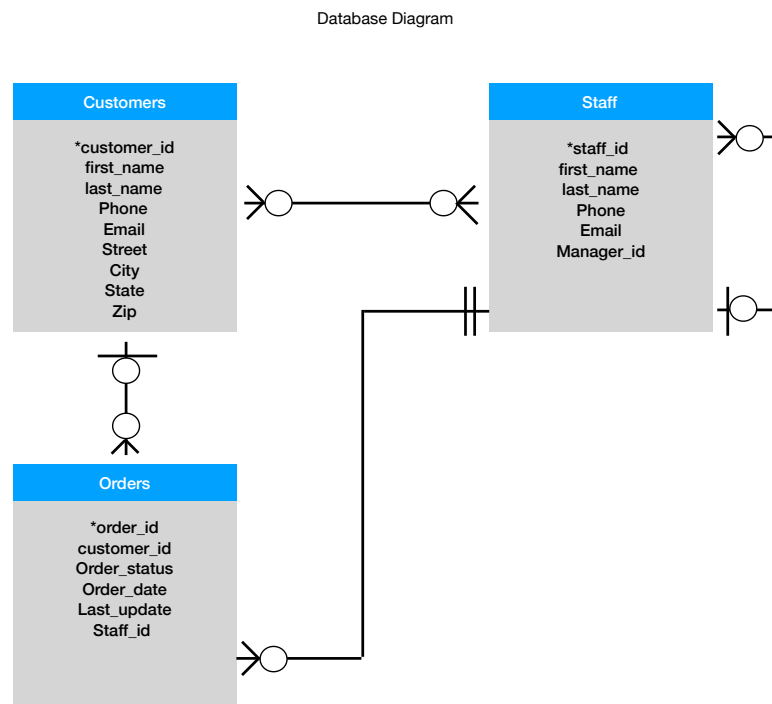 Database Diagram
Customers
*customer_id
first_name
last_name
Phone
Email
Street
City
State
Zip
Staff
*staff_id
first_name
last_name
Phone
Email
Manager_id
Orders
*order_id
customer_id
Order_status
Order_date
Last_update
Staff_id